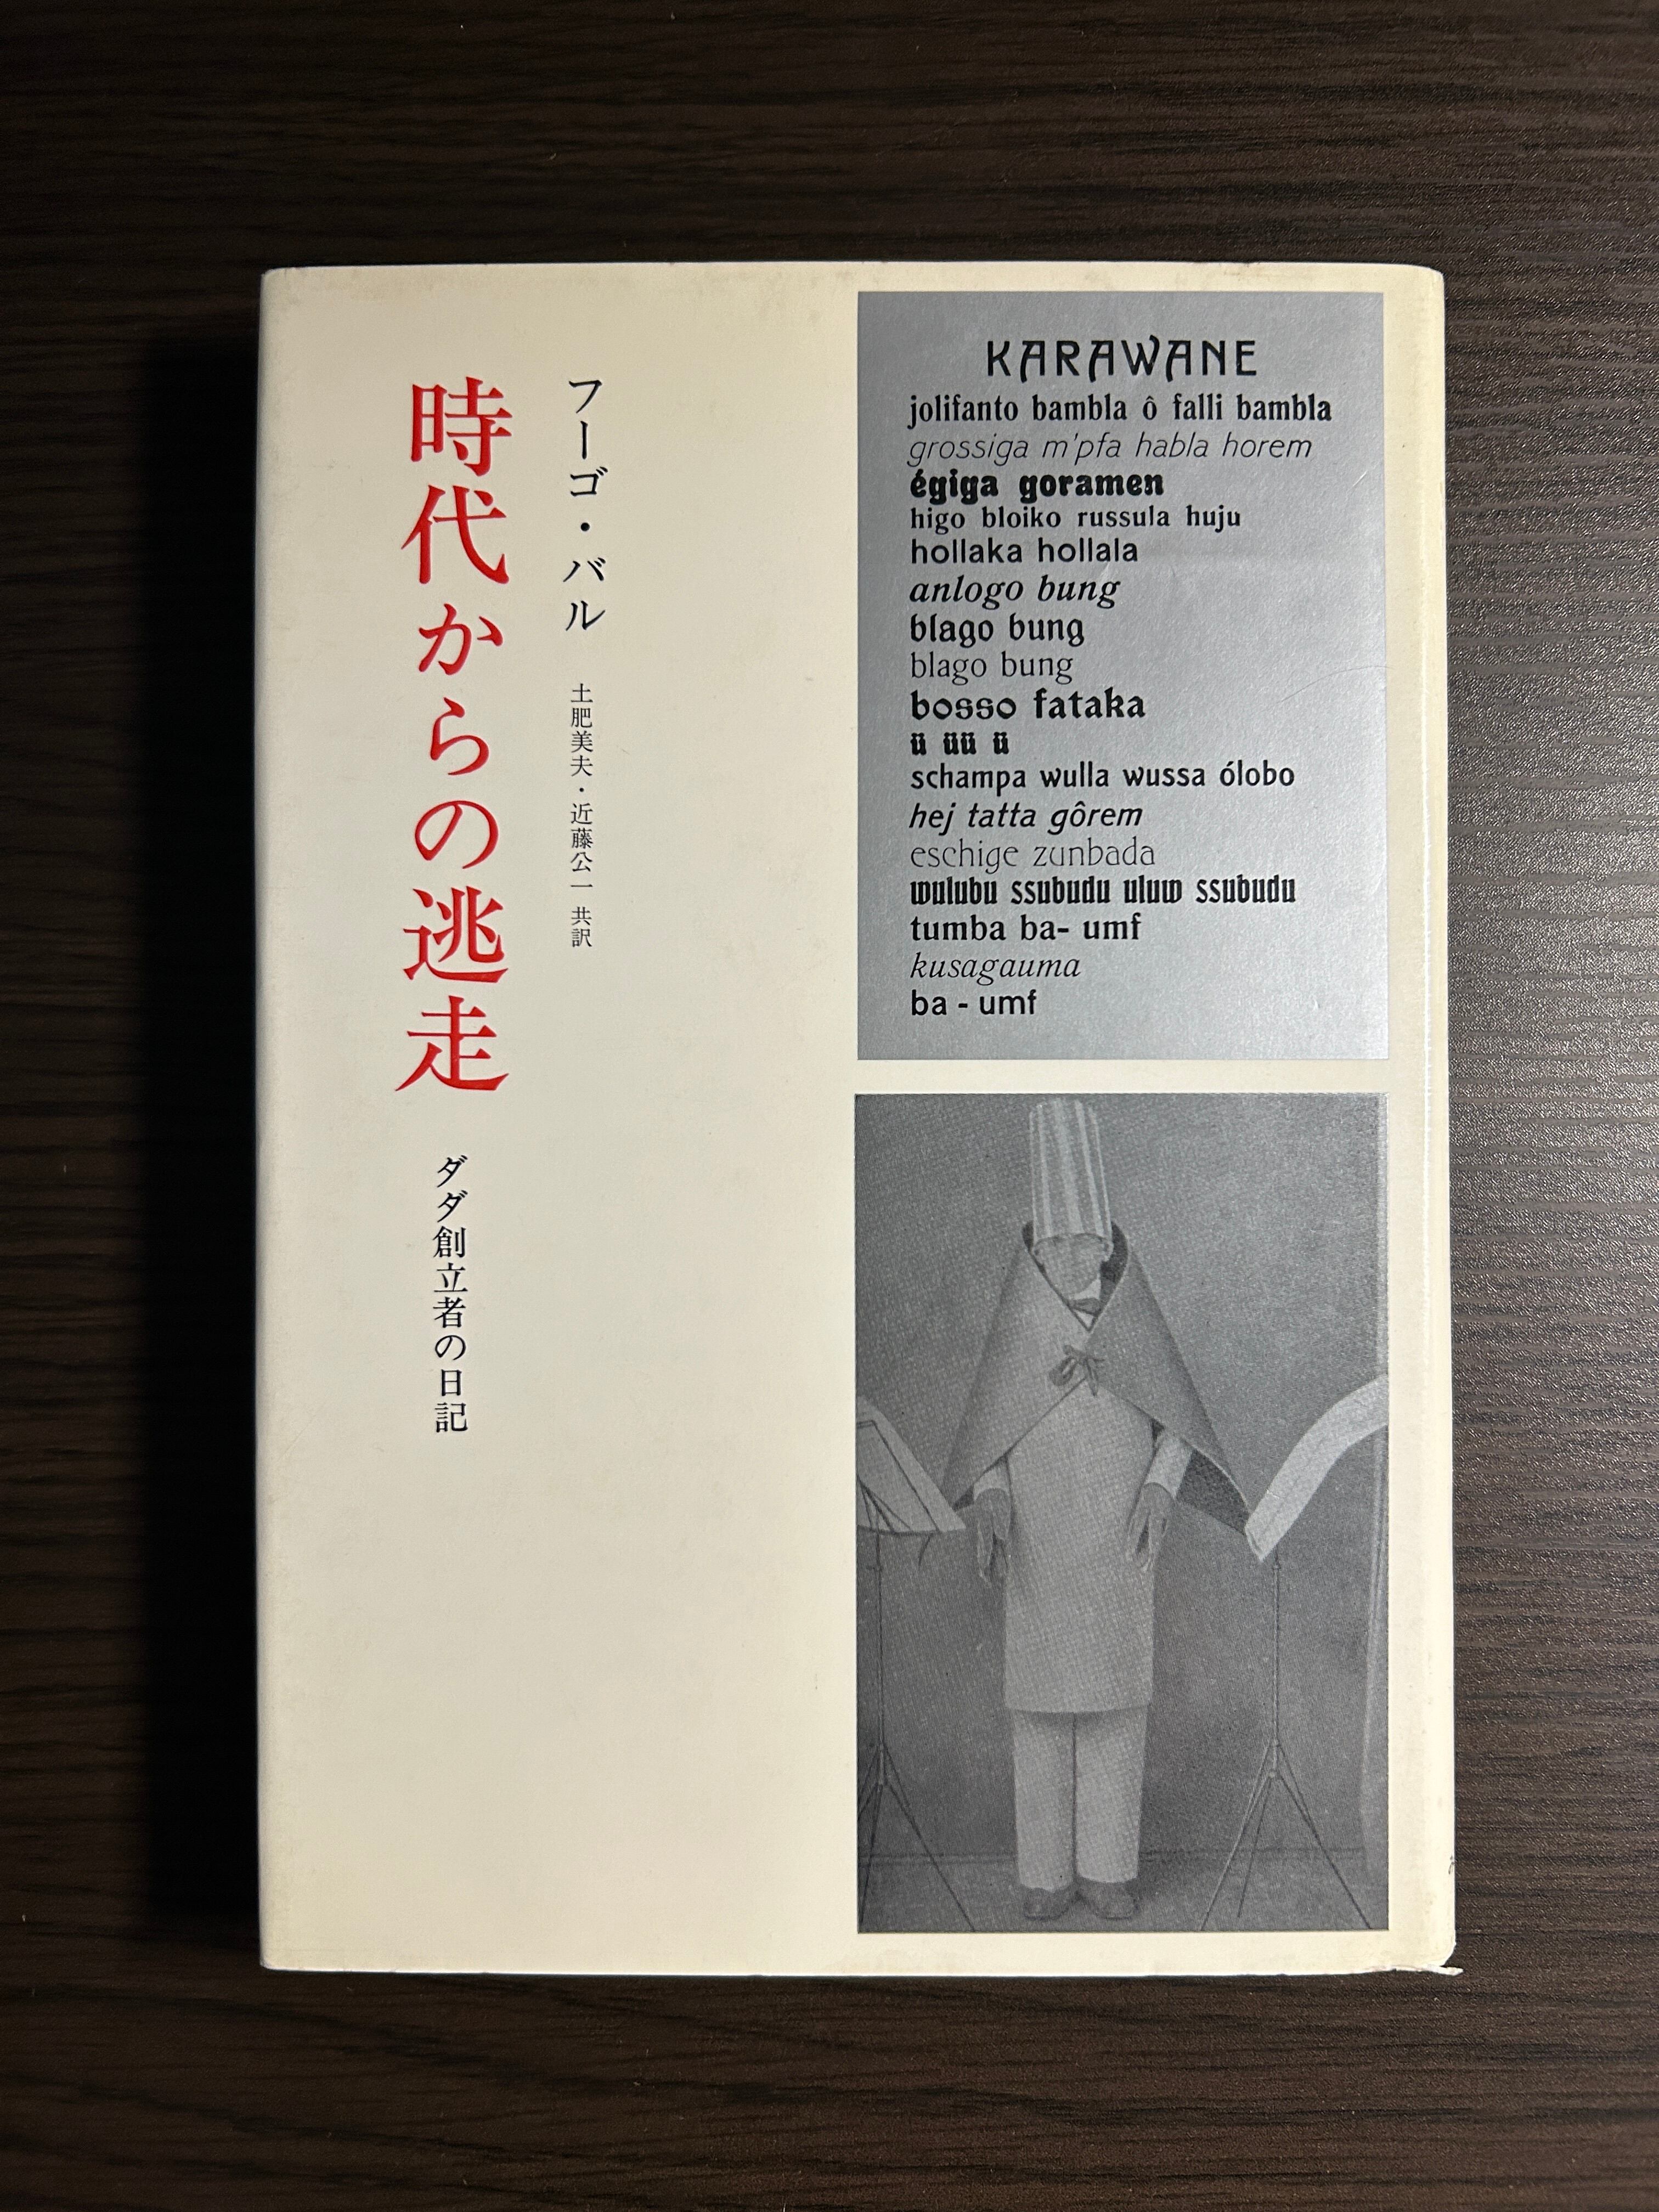 フーゴ・バル 土肥美夫・近藤公一 共訳
時代からの逃走 ダダ創立者の日記
KARAWANE
jolifanto bambla ô falli bambla
grossiga m'pfa habla horem
égiga goramen
higo bloiko russula huju
hollaka hollala
anlogo bung
blago bung
blago bung
bosso fataka
ü üü ü
schampa wulla wussa ólobo
hej tatta gôrem
eschige zunbada
wulubu ssubudu uluw ssubudu
tumba ba- umf
kusagauma
ba - umf